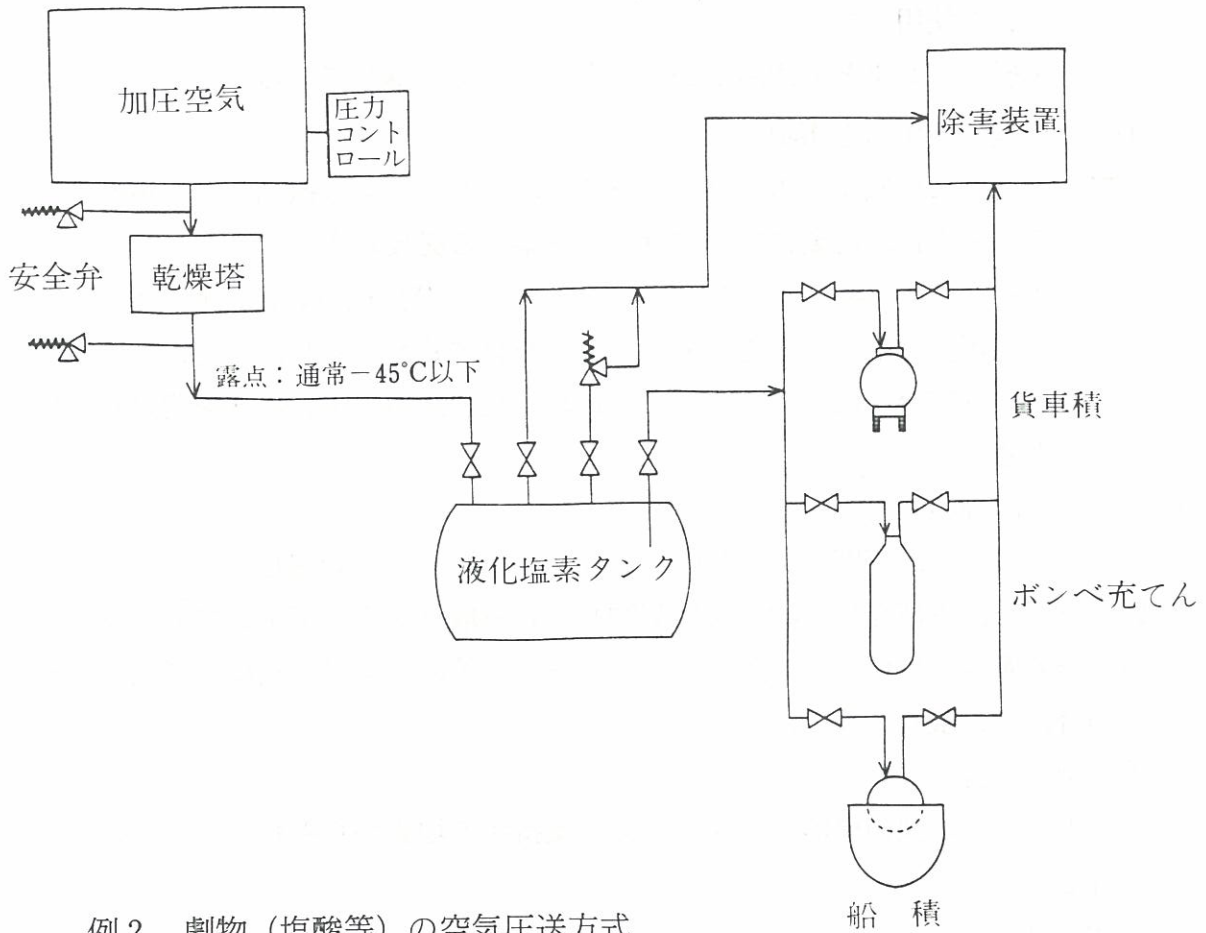 加圧空気
圧力
コント
ロール
除害装置
安全弁
乾燥塔
露点：通常－45℃以下
貨車積
液化塩素タンク
ボンベ充てん
船 積
例2 劇物（塩酸等）の空気圧送方式